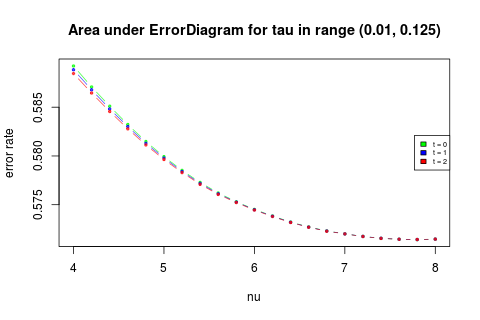 Area under ErrorDiagram for tau in range (0.01, 0.125)
error rate
0.585
0.580
0.575
t = 0
t = 1
t = 2
4 5 6 7 8
nu